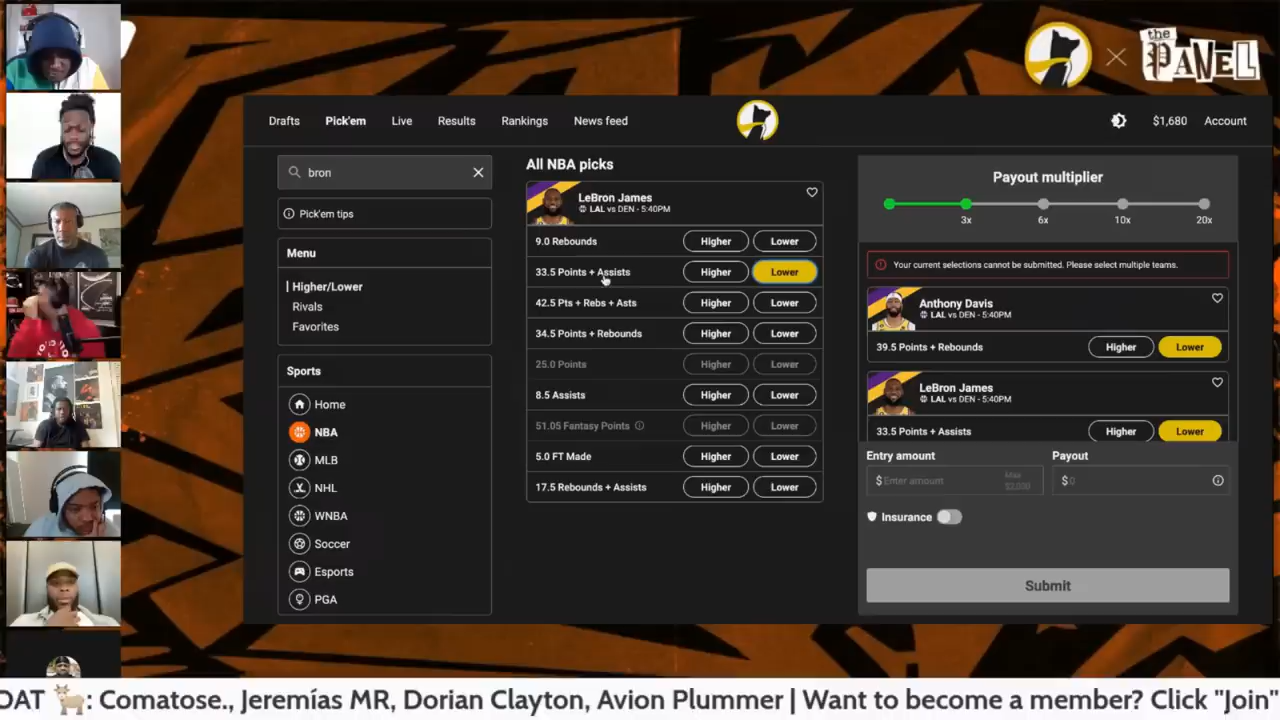 the
PANEL
Drafts Pick'em Live Results Rankings News feed $1,680 Account
bron
Pick'em tips
Menu
Higher/Lower
Rivals
Favorites
Sports
Home
NBA
MLB
NHL
WNBA
Soccer
Esports
PGA
All NBA picks
LeBron James
LAL vs DEN - 5:40PM
9.0 Rebounds Higher Lower
33.5 Points + Assists Higher Lower
42.5 Pts + Rebs + Asts Higher Lower
34.5 Points + Rebounds Higher Lower
25.0 Points Higher Lower
8.5 Assists Higher Lower
51.05 Fantasy Points Higher Lower
5.0 FT Made Higher Lower
17.5 Rebounds + Assists Higher Lower
Payout multiplier
3x 6x 10x 20x
Your current selections cannot be submitted. Please select multiple teams.
Anthony Davis
LAL vs DEN - 5:40PM
39.5 Points + Rebounds Higher Lower
LeBron James
LAL vs DEN - 5:40PM
33.5 Points + Assists Higher Lower
Entry amount Payout
$ Enter amount Max $0
Insurance
Submit
OAT 🐐: Comatose., Jeremías MR, Dorian Clayton, Avion Plummer | Want to become a member? Click "Join"